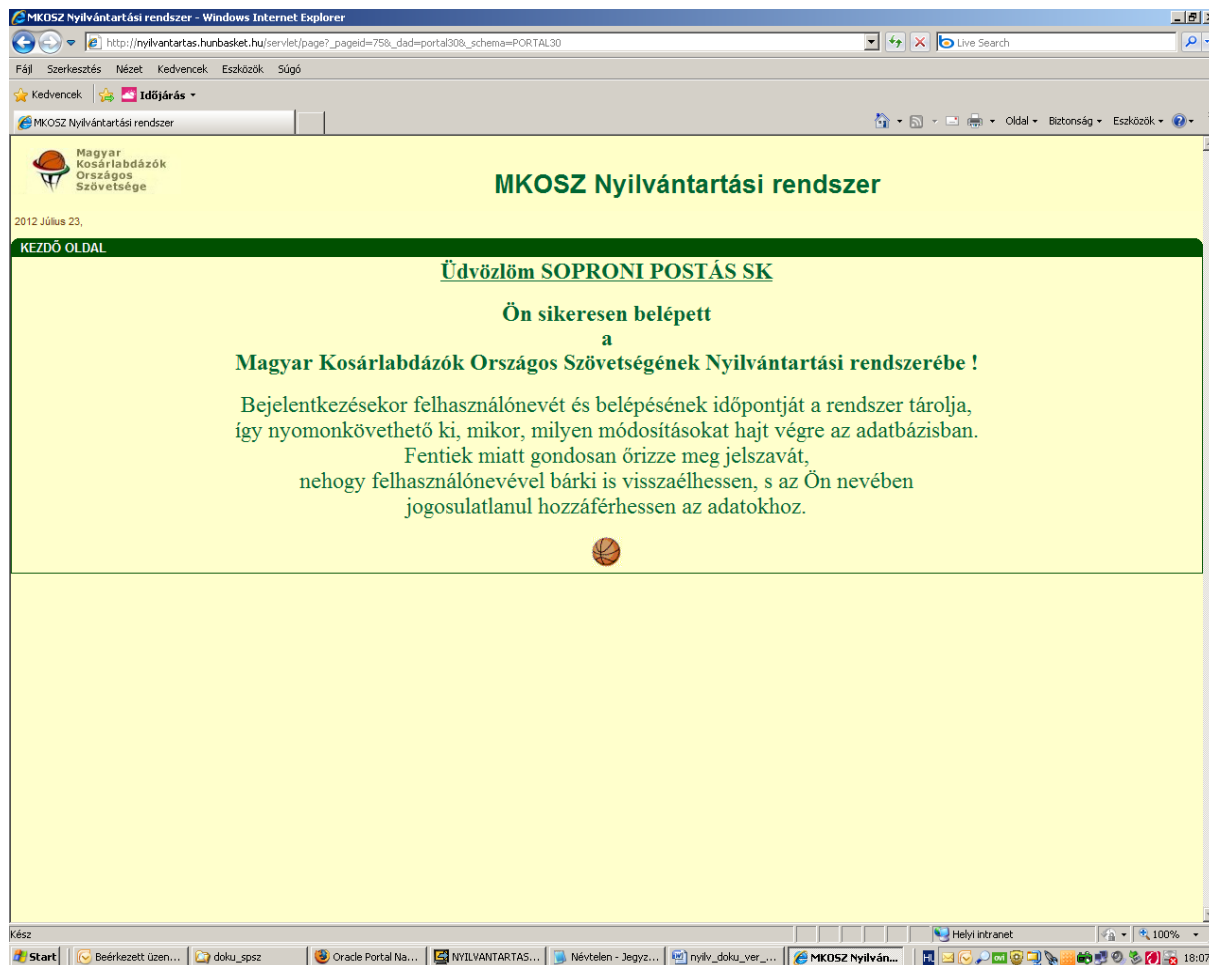 MKOSZ Nyilvántartási rendszer - Windows Internet Explorer
http://nyilvantartas.hunbasket.hu/servlet/page?_pageid=75&_dad=portal30&_schema=PORTAL30
Live Search
Fájl Szerkesztés Nézet Kedvencek Eszközök Súgó
Kedvencek Időjárás
MKOSZ Nyilvántartási rendszer
Oldal Biztonság Eszközök
Magyar
Kosárlabdázók
Országos
Szövetsége
MKOSZ Nyilvántartási rendszer
2012 Július 23,
KEZDŐ OLDAL
Üdvözlöm SOPRONI POSTÁS SK
Ön sikeresen belépett
a
Magyar Kosárlabdázók Országos Szövetségének Nyilvántartási rendszerébe !
Bejelentkezésekor felhasználónevét és belépésének időpontját a rendszer tárolja,
így nyomonkövethető ki, mikor, milyen módosításokat hajt végre az adatbázisban.
Fentiek miatt gondosan őrizze meg jelszavát,
nehogy felhasználónevével bárki is visszaélhessen, s az Ön nevében
jogosulatlanul hozzáférhessen az adatokhoz.
Kész
Helyi intranet
100%
Start Beérkezett üzen... doku_spsz Oracle Portal Na... NYILVANTARTAS... Névtelen - Jegyz... nyilv_doku_ver_... MKOSZ Nyilván... HU 18:07